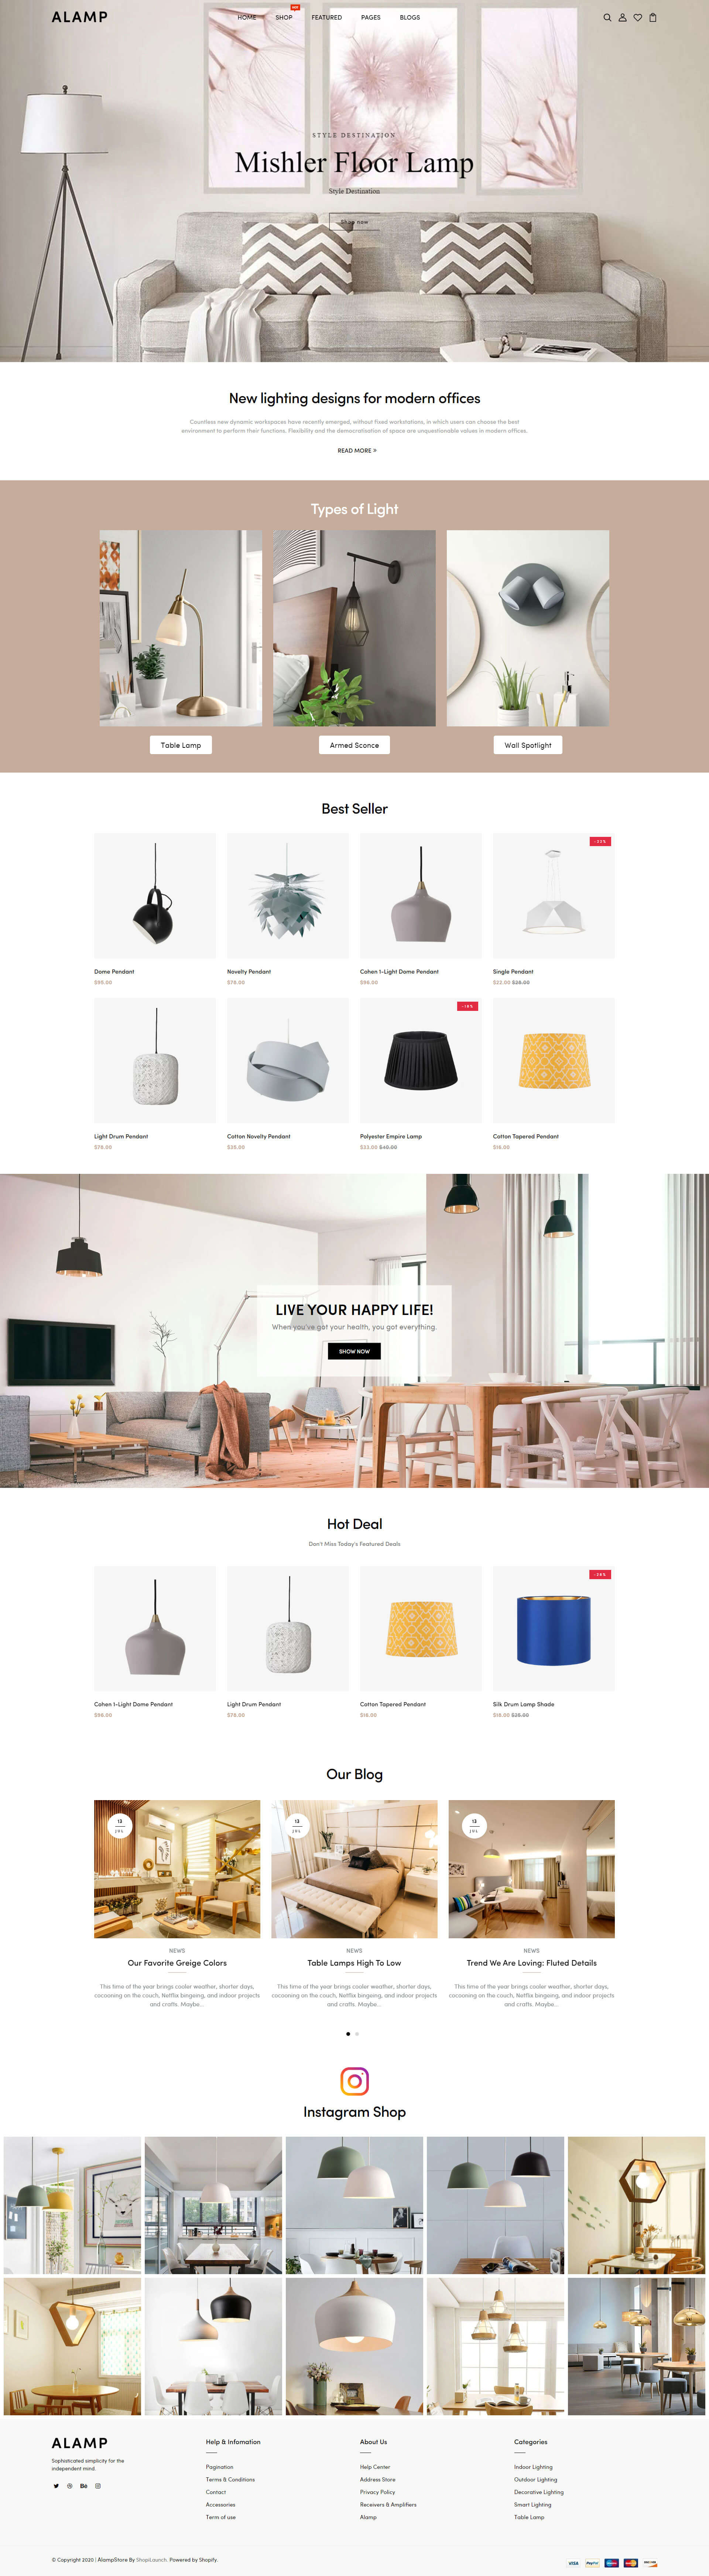 ALAMP
HOME
SHOP
HOT
FEATURED
PAGES
BLOGS
STYLE DESTINATION
Mishler Floor Lamp
Style Destination
Shop now
New lighting designs for modern offices
Countless new dynamic workspaces have recently emerged, without fixed workstations, in which users can choose the best
environment to perform their functions. Flexibility and the democratisation of space are unquestionable values in modern offices.
READ MORE »
Types of Light
Table Lamp
Armed Sconce
Wall Spotlight
Best Seller
Dome Pendant
$95.00
Novelty Pendant
$78.00
Cohen 1-Light Dome Pendant
$98.00
Single Pendant
$22.00 $28.00
Light Drum Pendant
$78.00
Cotton Novelty Pendant
$35.00
Polyester Empire Lamp
$33.00 $40.00
Cotton Tapered Pendant
$18.00
LIVE YOUR HAPPY LIFE!
When you've got your health, you got everything.
SHOW NOW
Hot Deal
Don't Miss Today's Featured Deals
Cohen 1-Light Dome Pendant
$98.00
Light Drum Pendant
$78.00
Cotton Tapered Pendant
$18.00
Silk Drum Lamp Shade
$18.00 $25.00
Our Blog
13
JUL
13
JUL
13
JUL
NEWS
Our Favorite Greige Colors
This time of the year brings cooler weather, shorter days,
cocooning on the couch, Netflix bingeing, and indoor projects
and crafts. Maybe...
NEWS
Table Lamps High To Low
This time of the year brings cooler weather, shorter days,
cocooning on the couch, Netflix bingeing, and indoor projects
and crafts. Maybe...
NEWS
Trend We Are Loving: Fluted Details
This time of the year brings cooler weather, shorter days,
cocooning on the couch, Netflix bingeing, and indoor projects
and crafts. Maybe...
Instagram Shop
ALAMP
Sophisticated simplicity for the
independent mind.
Bē
Help & Infomation
Pagination
Terms & Conditions
Contact
Accessories
Term of use
About Us
Help Center
Address Store
Privacy Policy
Receivers & Amplifiers
Alamp
Categories
Indoor Lighting
Outdoor Lighting
Decorative Lighting
Smart Lighting
Table Lamp
© Copyright 2020 | AlampStore By ShopiLaunch. Powered by Shopify.
VISA
PayPal